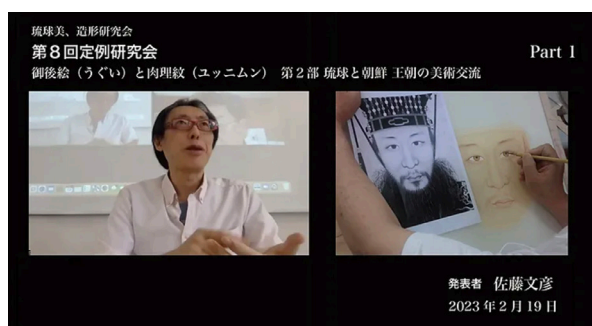 琉球美、造形研究会
第8回定例研究会
Part 1
御後絵（うぐい）と肉理紋（ユッニムン） 第2部 琉球と朝鮮 王朝の美術交流
発表者 佐藤文彦
2023年2月19日